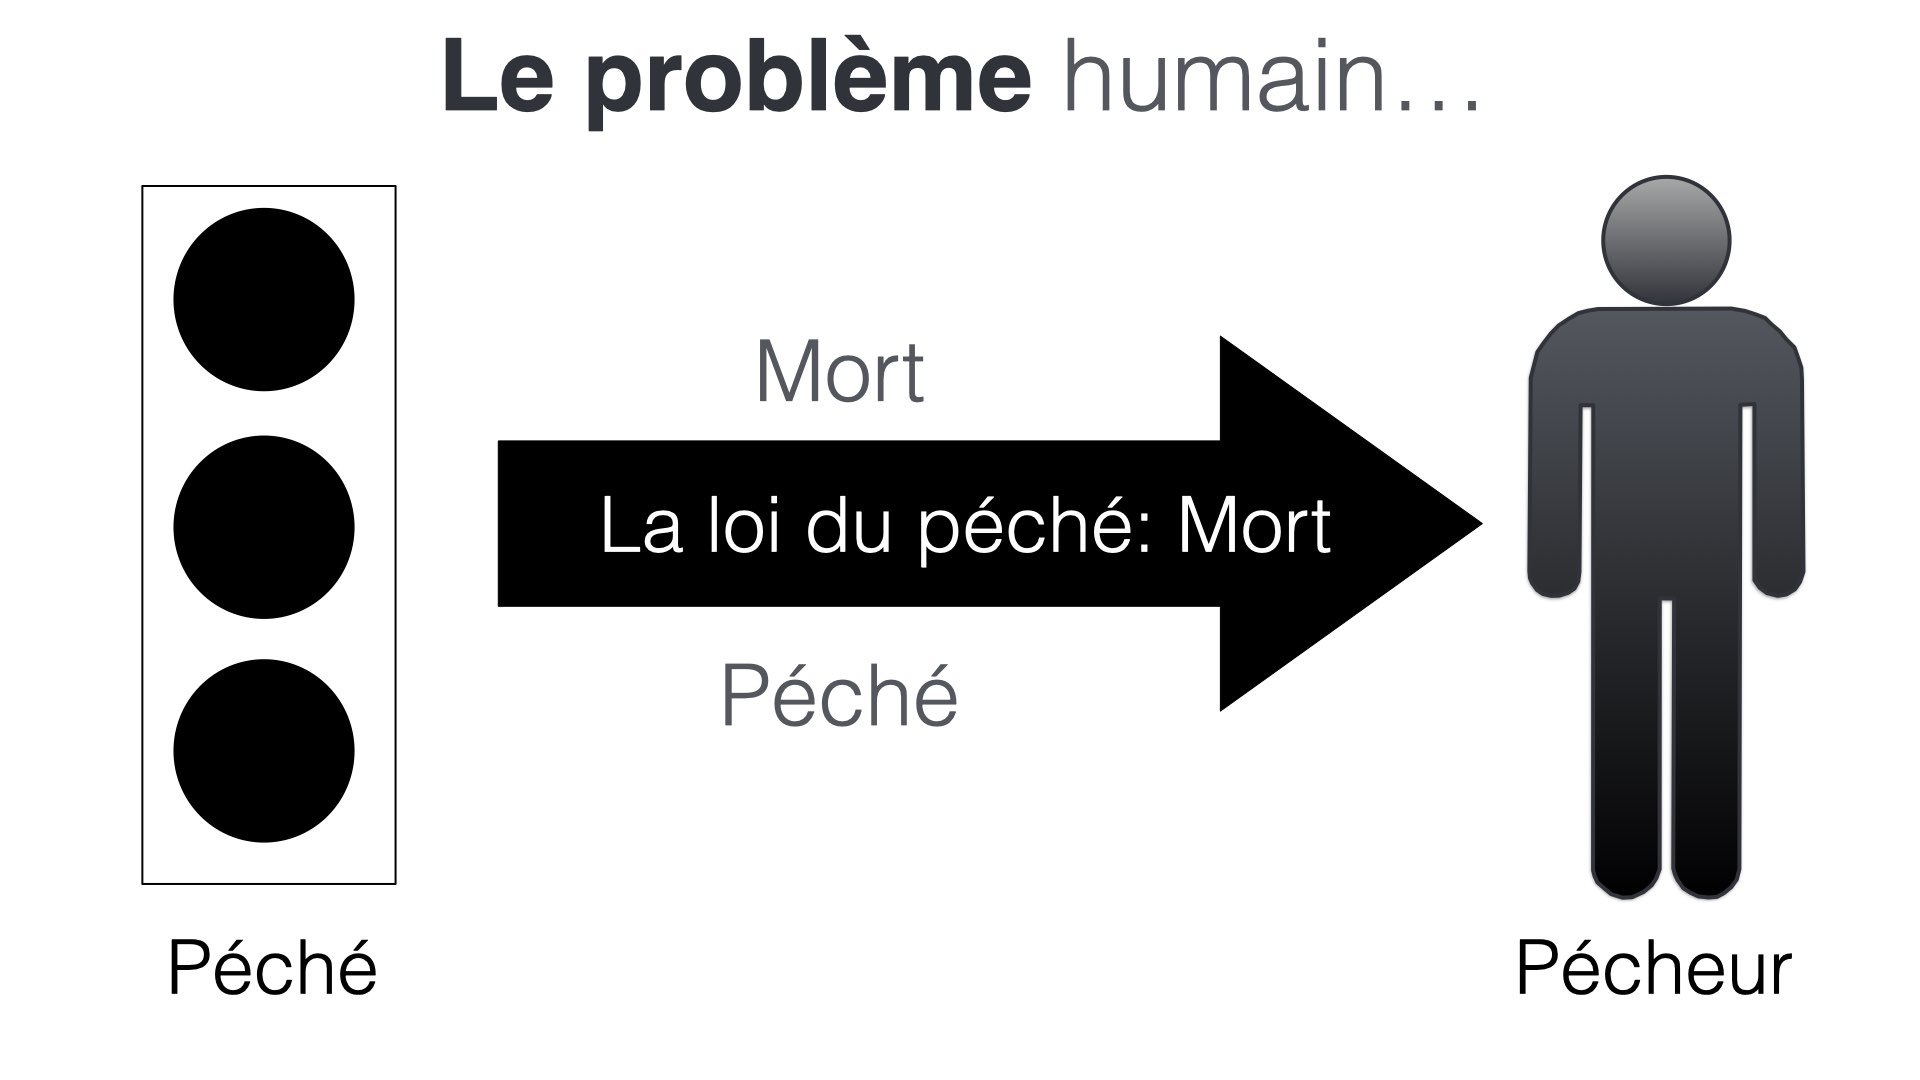 Le problème humain…
Mort
La loi du péché: Mort
Péché
Péché
Pécheur